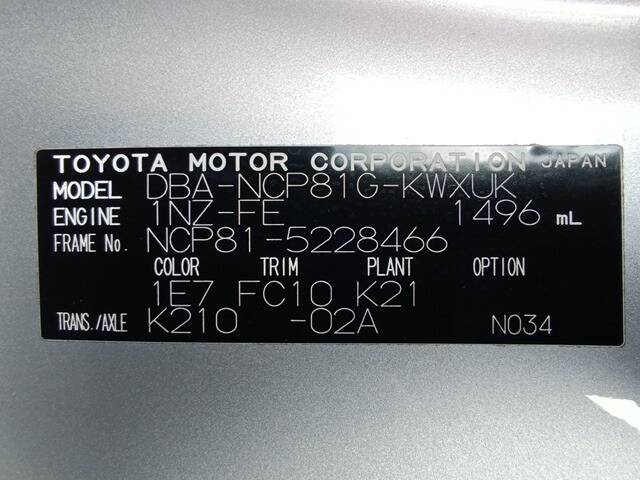 TOYOTA MOTOR CORPORATION JAPAN
MODEL DBA-NCP81G-KWXUK
ENGINE 1NZ-FE 1496 mL
FRAME No. NCP81-5228466
COLOR TRIM PLANT OPTION
1E7 FC10 K21
TRANS./AXLE K210 -02A N034